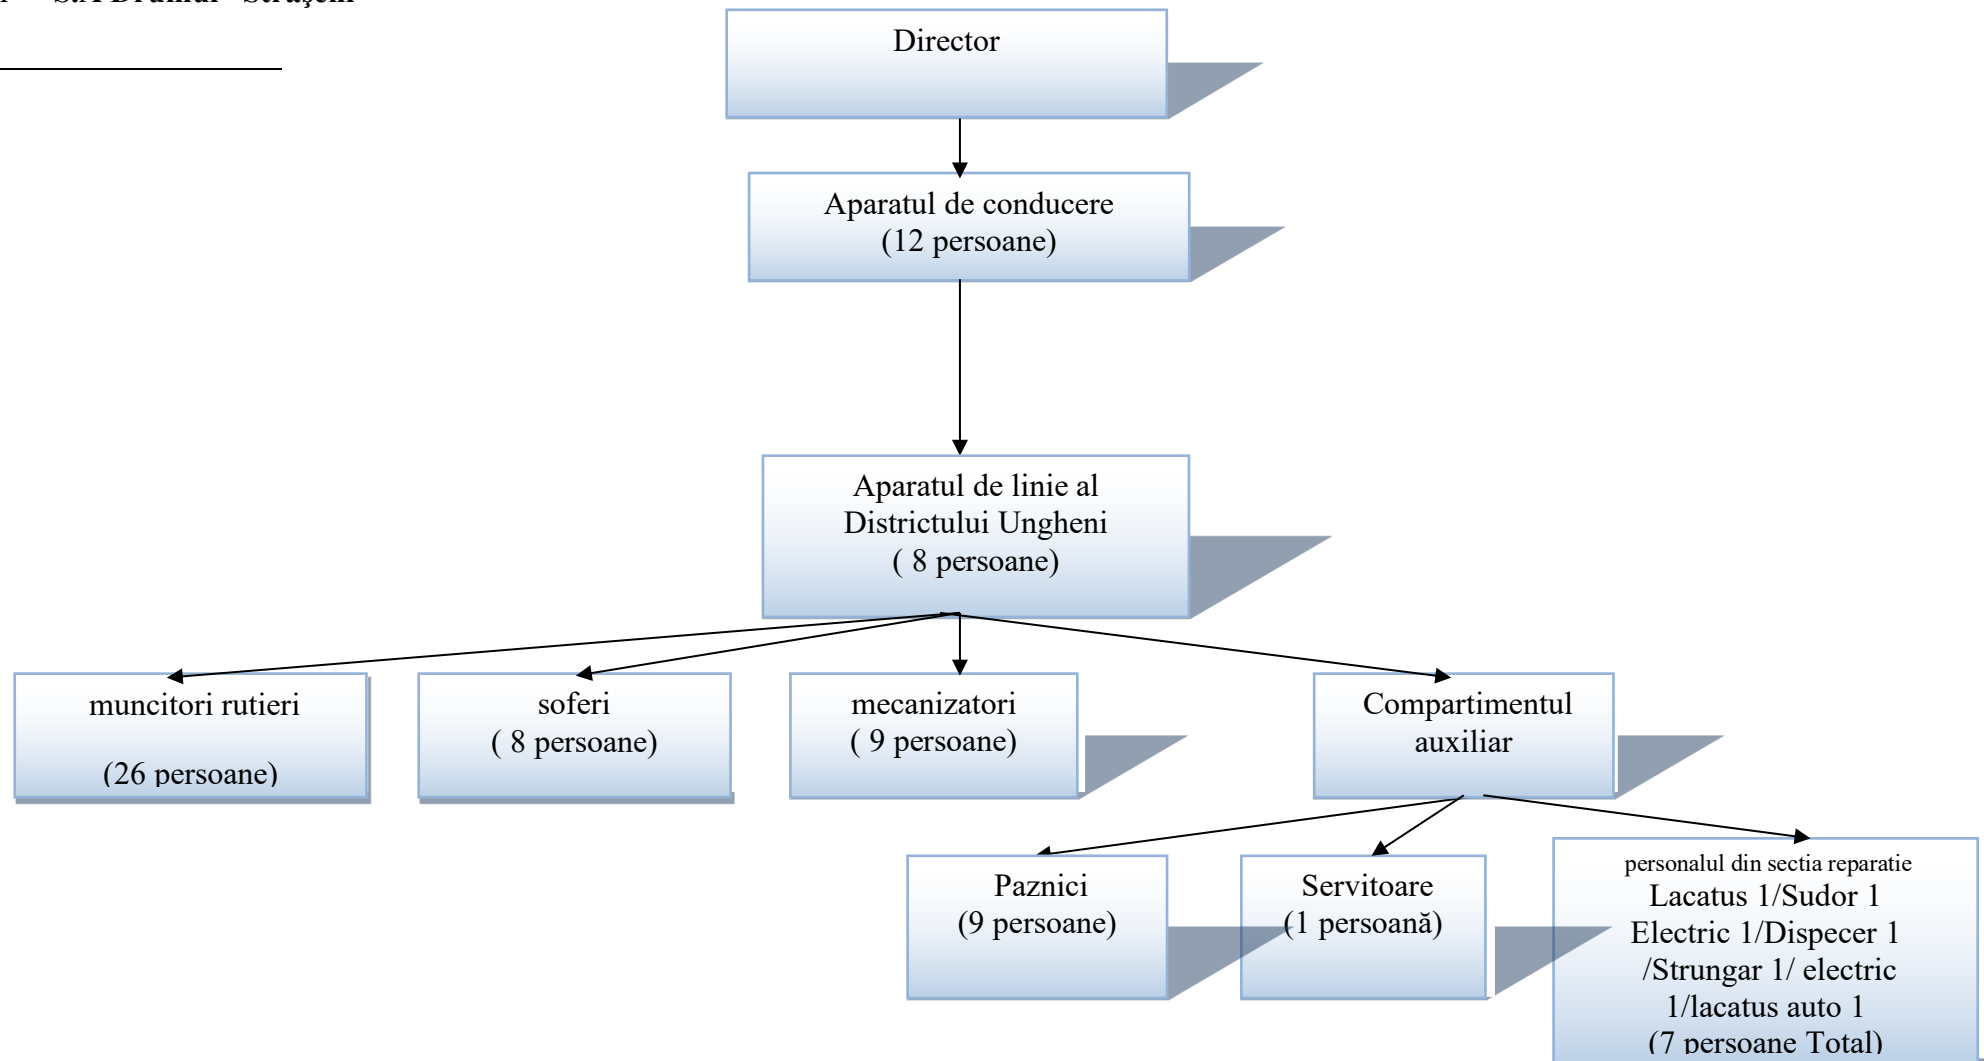 S.A Drumul Străşeni
Director
Aparatul de conducere
(12 persoane)
Aparatul de linie al
Districtului Ungheni
( 8 persoane)
muncitori rutieri
(26 persoane)
soferi
( 8 persoane)
mecanizatori
( 9 persoane)
Compartimentul
auxiliar
Paznici
(9 persoane)
Servitoare
(1 persoană)
personalul din sectia reparatie
Lacatus 1/Sudor 1
Electric 1/Dispecer 1
/Strungar 1/ electric
1/lacatus auto 1
(7 persoane Total)